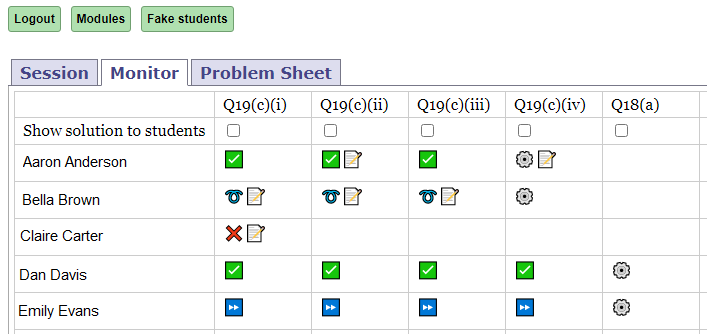 Logout Modules Fake students
Session Monitor Problem Sheet
Q19(c)(i) Q19(c)(ii) Q19(c)(iii) Q19(c)(iv) Q18(a)
Show solution to students
Aaron Anderson
Bella Brown
Claire Carter
Dan Davis
Emily Evans